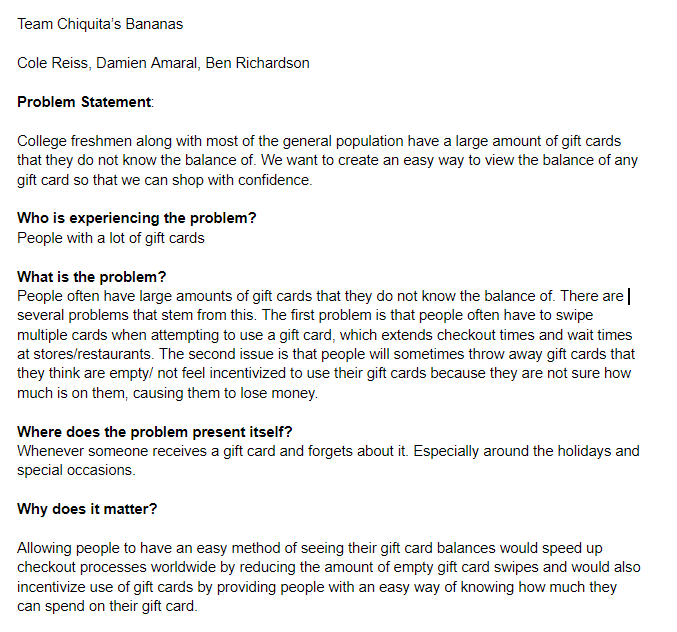 Team Chiquita's Bananas
Cole Reiss, Damien Amaral, Ben Richardson
Problem Statement:
College freshmen along with most of the general population have a large amount of gift cards
that they do not know the balance of. We want to create an easy way to view the balance of any
gift card so that we can shop with confidence.
Who is experiencing the problem?
People with a lot of gift cards
What is the problem?
People often have large amounts of gift cards that they do not know the balance of. There are
several problems that stem from this. The first problem is that people often have to swipe
multiple cards when attempting to use a gift card, which extends checkout times and wait times
at stores/restaurants. The second issue is that people will sometimes throw away gift cards that
they think are empty/ not feel incentivized to use their gift cards because they are not sure how
much is on them, causing them to lose money.
Where does the problem present itself?
Whenever someone receives a gift card and forgets about it. Especially around the holidays and
special occasions.
Why does it matter?
Allowing people to have an easy method of seeing their gift card balances would speed up
checkout processes worldwide by reducing the amount of empty gift card swipes and would also
incentivize use of gift cards by providing people with an easy way of knowing how much they
can spend on their gift card.